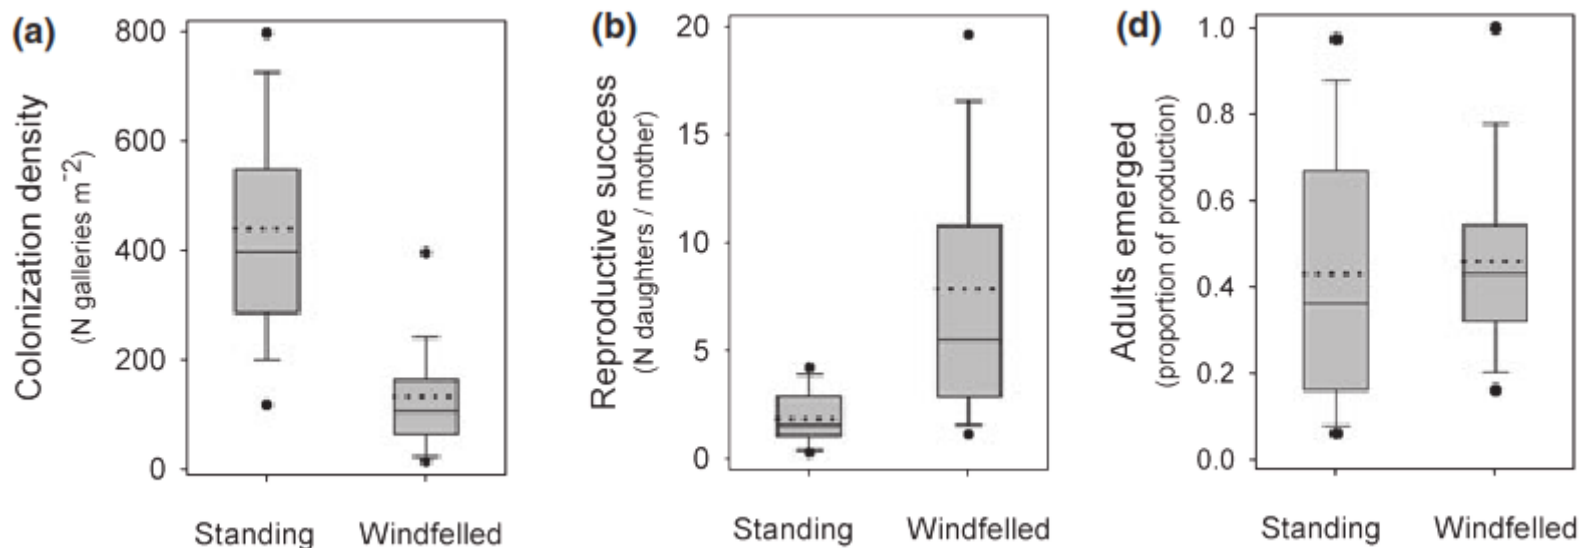 (a)
Colonization density
(N galleries m⁻²)
800
600
400
200
0
Standing
Windfelled
(b)
Reproductive success
(N daughters / mother)
20
15
10
5
0
Standing
Windfelled
(d)
Adults emerged
(proportion of production)
1.0
0.8
0.6
0.4
0.2
0.0
Standing
Windfelled